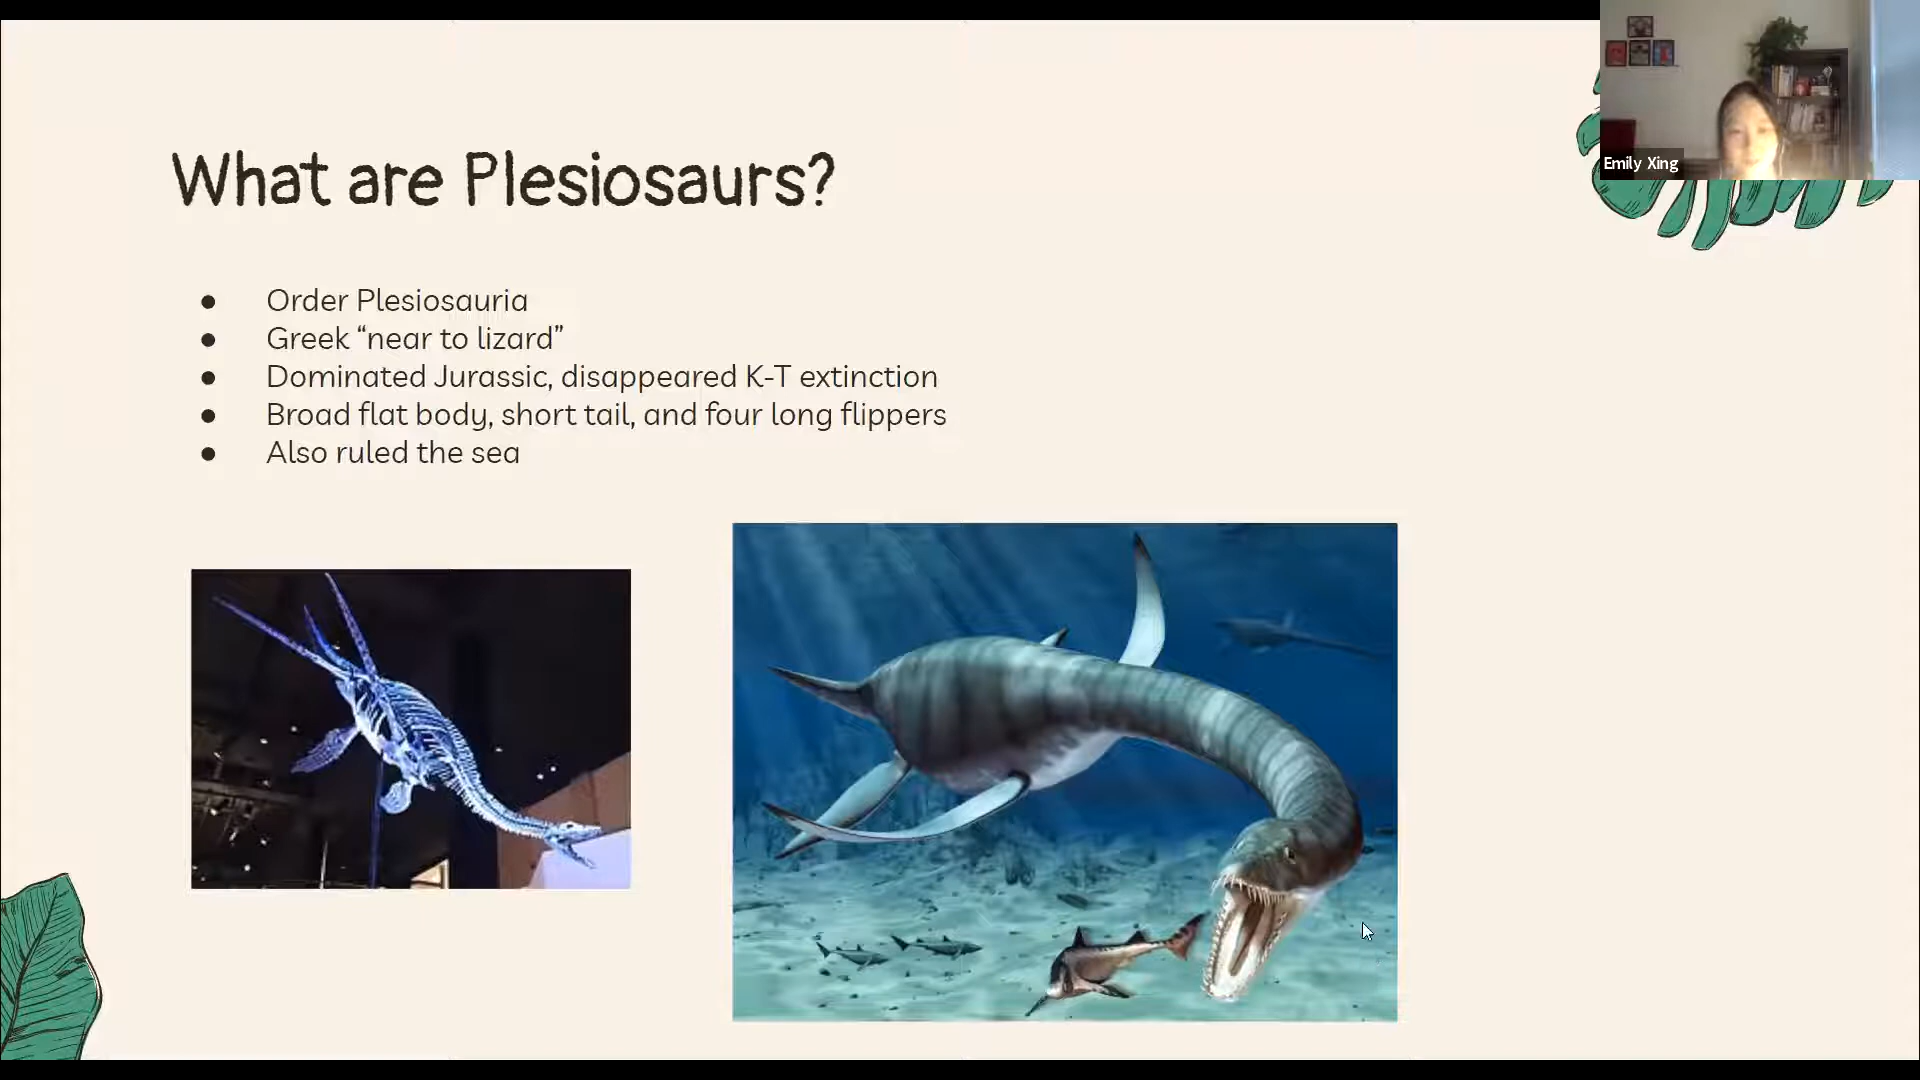 What are Plesiosaurs?
● Order Plesiosauria
● Greek “near to lizard”
● Dominated Jurassic, disappeared K-T extinction
● Broad flat body, short tail, and four long flippers
● Also ruled the sea
Emily Xing